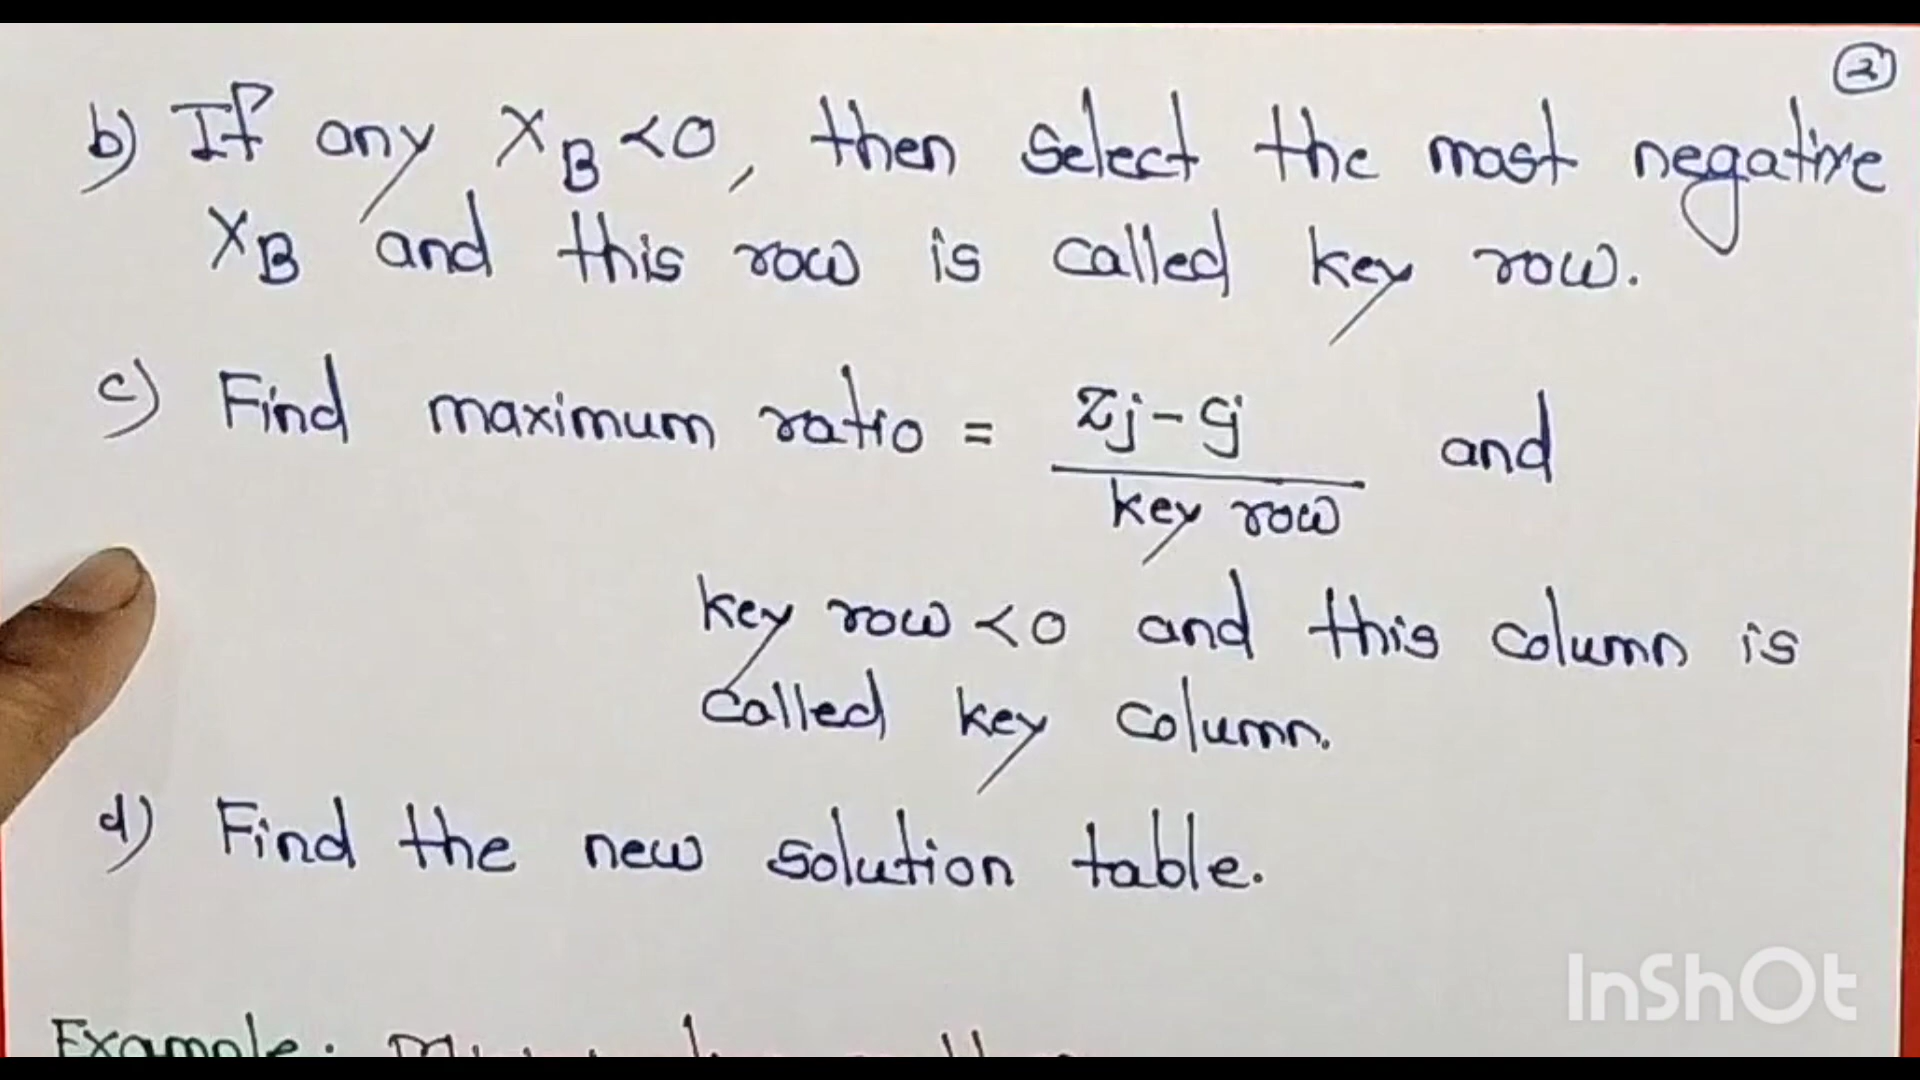 2
b) If any XB<0, then select the most negative
XB and this row is called key row.
c) Find maximum ratio = Zj-Cj / key row and
key row <0 and this column is
called key column.
d) Find the new solution table.
Example:
InShOt